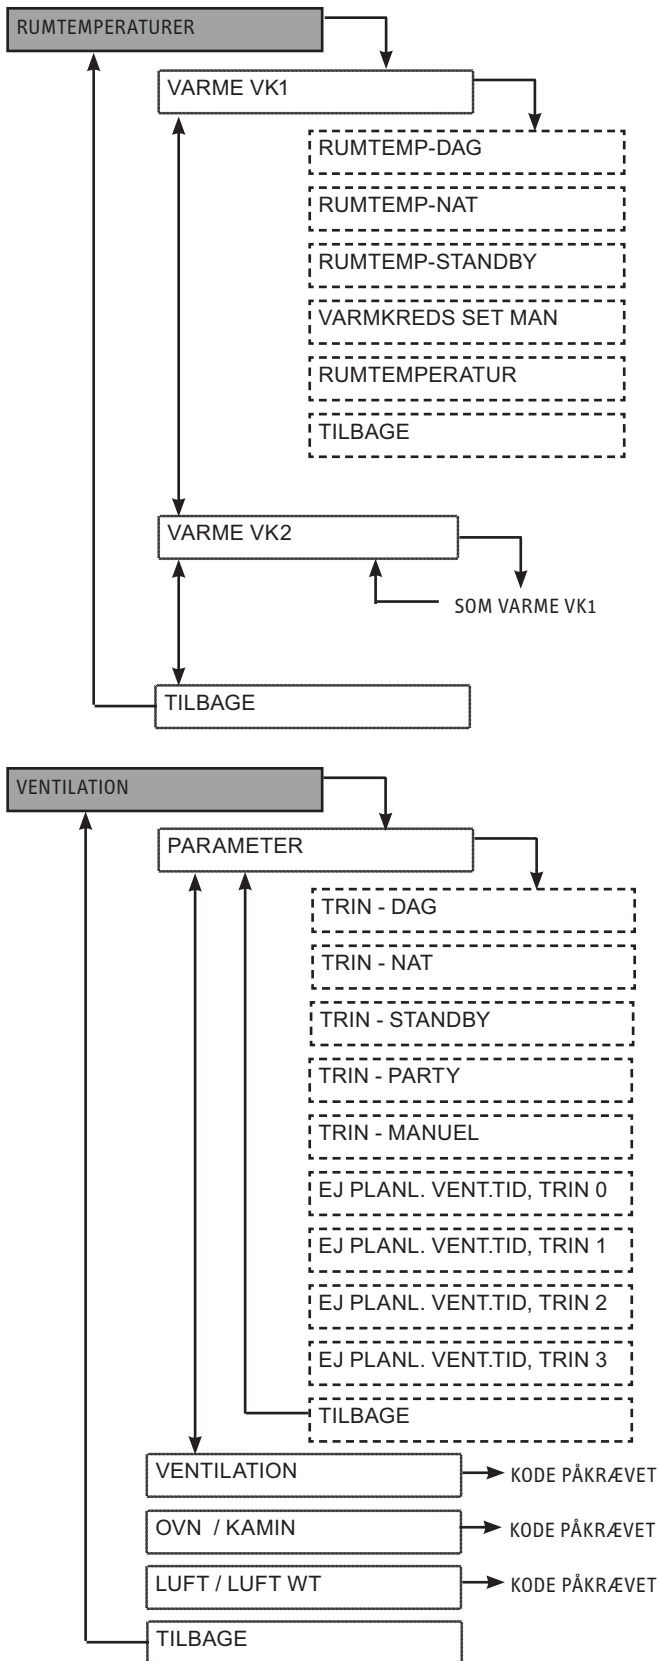 RUMTEMPERATURER
VARME VK1
RUMTEMP-DAG
RUMTEMP-NAT
RUMTEMP-STANDBY
VARMKREDS SET MAN
RUMTEMPERATUR
TILBAGE
VARME VK2
SOM VARME VK1
TILBAGE
VENTILATION
PARAMETER
TRIN - DAG
TRIN - NAT
TRIN - STANDBY
TRIN - PARTY
TRIN - MANUEL
EJ PLANL. VENT.TID, TRIN 0
EJ PLANL. VENT.TID, TRIN 1
EJ PLANL. VENT.TID, TRIN 2
EJ PLANL. VENT.TID, TRIN 3
TILBAGE
VENTILATION KODE PÅKRÆVET
OVN / KAMIN KODE PÅKRÆVET
LUFT / LUFT WT KODE PÅKRÆVET
TILBAGE